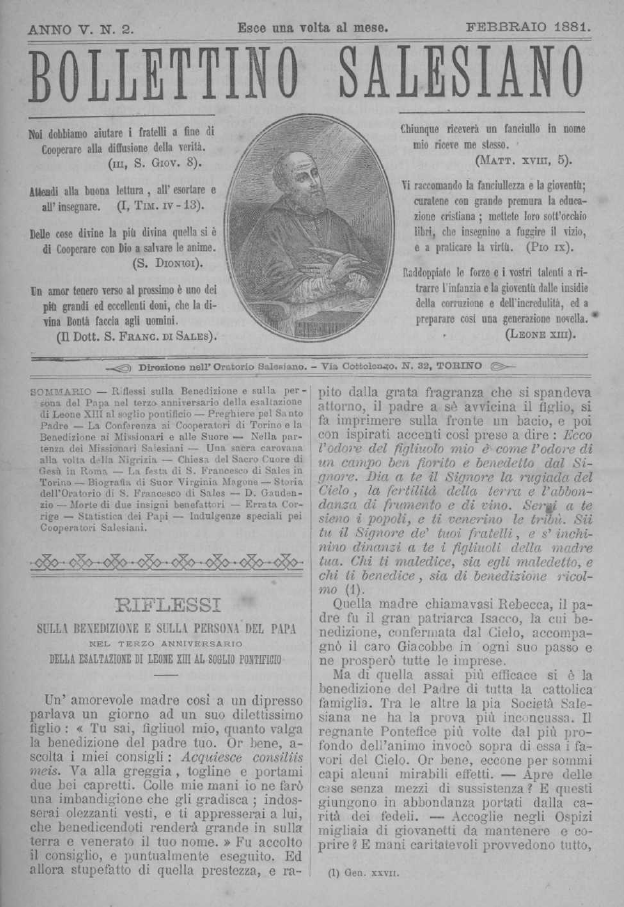 ANNO V. N. 2.
Esce una volta al mese.
FEBBRAIO 1881.
BOLLETTINO SALESIANO
Noi dobbiamo aiutare i fratelli a fine di
Cooperare alla diffusione della verità.
(III, S. GIOV. 8).
Attendi alla buona lettura , all' esortare e
all' insegnare. (I, TIM. IV - 13).
Delle cose divine la più divina quella si è
di Cooperare con Dio a salvare le anime.
(S. DIONIGI).
Un amor tenero verso al prossimo è uno dei
più grandi ed eccellenti doni, che la di-
vina Bontà faccia agli uomini.
(Il Dott. S. FRANC. DI SALES).
Chiunque riceverà un fanciullo in nome
mio riceve me stesso.
(MATT. XVIII, 5).
Vi raccomando la fanciullezza e la gioventù;
curatene con grande premura la educa-
zione cristiana ; mettete loro sott'occhio
libri, che insegnino a fuggire il vizio,
e a praticare la virtù. (PIO IX).
Raddoppiate le forze e i vostri talenti a ri-
trarre l'infanzia e la gioventù dalle insidie
della corruzione e dell'incredulità, ed a
preparare così una generazione novella.
(LEONE XIII).
Direzione nell' Oratorio Salesiano. – Via Cottolengo. N. 32, TORINO
SOMMARIO — Riflessi sulla Benedizione e sulla per-
sona del Papa nel terzo anniversario della esaltazione
di Leone XIII al soglio pontificio — Preghiere pel Santo
Padre — La Conferenza ai Cooperatori di Torino e la
Benedizione ai Missionari e alle Suore — Nella par-
tenza dei Missionari Salesiani — Una sacra carovana
alla volta della Nigrizia — Chiesa del Sacro Cuore di
Gesù in Roma — La festa di S. Francesco di Sales in
Torino — Biografia di Suor Virginia Magone — Storia
dell'Oratorio di S. Francesco di Sales — D. Gauden-
zio — Morte di due insigni benefattori — Errata Cor-
rige — Statistica dei Papi — Indulgenze speciali pei
Cooperatori Salesiani.
RIFLESSI
SULLA BENEDIZIONE E SULLA PERSONA DEL PAPA
NEL TERZO ANNIVERSARIO
DELLA ESALTAZIONE DI LEONE XIII AL SOGLIO PONTIFICIO
Un' amorevole madre così a un dipresso
parlava un giorno ad un suo dilettissimo
figlio : « Tu sai, figliuol mio, quanto valga
la benedizione del padre tuo. Or bene, a-
scolta i miei consigli : Acquiesce consiliis
meis. Va alla greggia , togline e portami
due bei capretti. Colle mie mani io ne farò
una imbandigione che gli gradisca ; indos-
serai olezzanti vesti, e ti appresserai a lui,
che benedicendoti renderà grande in sulla
terra e venerato il tuo nome. » Fu accolto
il consiglio, e puntualmente eseguito. Ed
allora stupefatto di quella prestezza, e ra-
pito dalla grata fragranza che si spandeva
attorno, il padre a sè avvicina il figlio, si
fa imprimere sulla fronte un bacio, e poi
con ispirati accenti così prese a dire : Ecco
l'odore del figliuolo mio è come l'odore di
un campo ben fiorito e benedetto dal Si-
gnore. Dia a te il Signore la rugiada del
Cielo , la fertilità della terra e l'abbon-
danza di frumento e di vino. Servi a te
sieno i popoli, e ti venerino le tribù. Sii
tu il Signore de' tuoi fratelli , e s' inchi-
nino dinanzi a te i figliuoli della madre
tua. Chi ti maledice, sia egli maledetto, e
chi ti benedice , sia di benedizione ricol-
mo (1).
Quella madre chiamavasi Rebecca, il pa-
dre fu il gran patriarca Isacco, la cui be-
nedizione, confermata dal Cielo, accompa-
gnò il caro Giacobbe in ogni suo passo e
ne prosperò tutte le imprese.
Ma di quella assai più efficace si è la
benedizione del Padre di tutta la cattolica
famiglia. Tra le altre la pia Società Sale-
siana ne ha la prova più inconcussa. Il
regnante Pontefice più volte dal più pro-
fondo dell'animo invocò sopra di essa i fa-
vori del Cielo. Or bene, eccone per sommi
capi alcuni mirabili effetti. — Apre delle
case senza mezzi di sussistenza ? E questi
giungono in abbondanza portati dalla ca-
rità dei fedeli. — Accoglie negli Ospizi
migliaia di giovanetti da mantenere e co-
prire ? E mani caritatevoli provvedono tutto,
(1) Gen. XXVII.